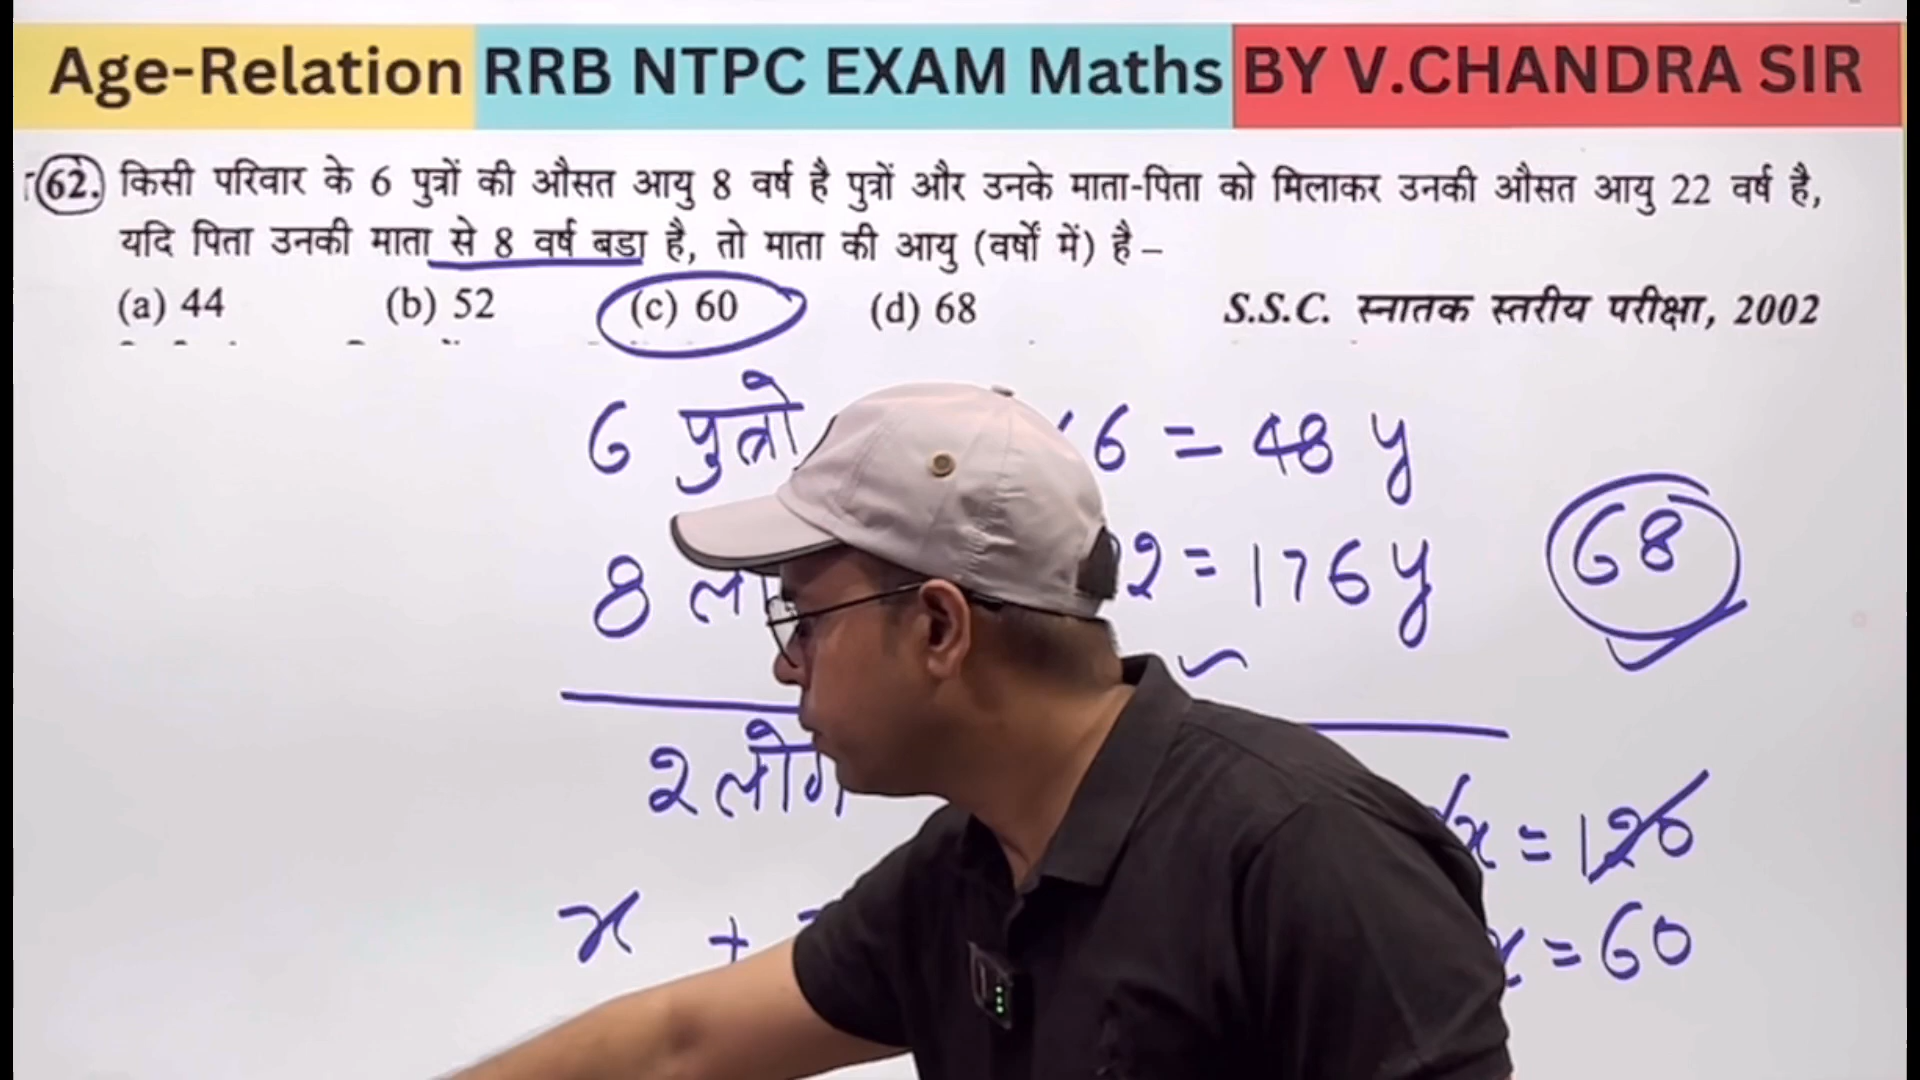 Age-Relation RRB NTPC EXAM Maths BY V.CHANDRA SIR
62. किसी परिवार के 6 पुत्रों की औसत आयु 8 वर्ष है पुत्रों और उनके माता-पिता को मिलाकर उनकी औसत आयु 22 वर्ष है,
यदि पिता उनकी माता से 8 वर्ष बडा है, तो माता की आयु (वर्षों में) है –
(a) 44 (b) 52 (c) 60 (d) 68 S.S.C. स्नातक स्तरीय परीक्षा, 2002
6 पुत्रो 6 = 48 y
8 2 = 176 y 68
2 लोग x = 120
x + x = 60